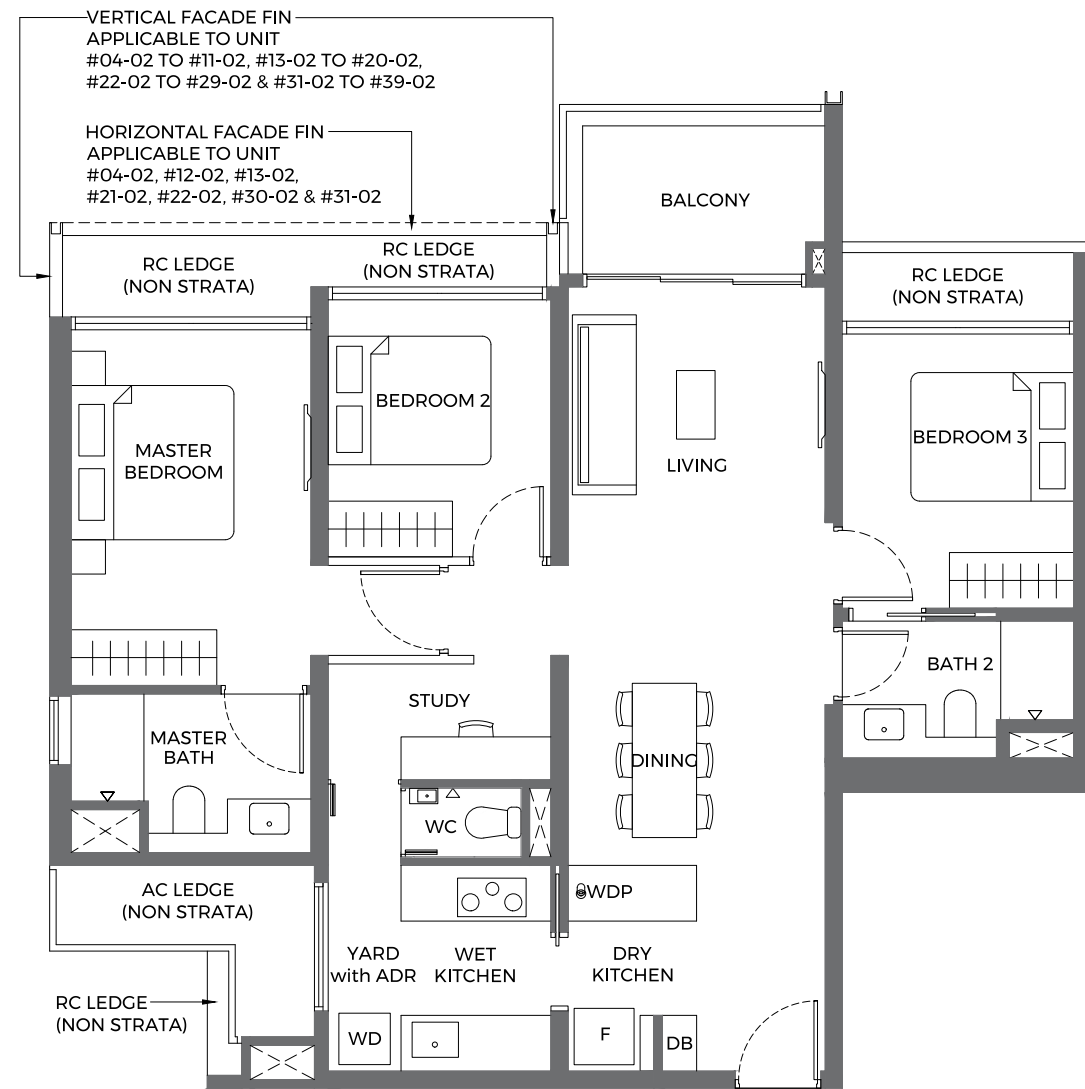 VERTICAL FACADE FIN
APPLICABLE TO UNIT
#04-02 TO #11-02, #13-02 TO #20-02,
#22-02 TO #29-02 & #31-02 TO #39-02
HORIZONTAL FACADE FIN
APPLICABLE TO UNIT
#04-02, #12-02, #13-02,
#21-02, #22-02, #30-02 & #31-02
BALCONY
RC LEDGE
(NON STRATA)
RC LEDGE
(NON STRATA)
RC LEDGE
(NON STRATA)
BEDROOM 2
MASTER
BEDROOM
LIVING
BEDROOM 3
BATH 2
STUDY
MASTER
BATH
DINING
WC
AC LEDGE
(NON STRATA)
WDP
YARD
with ADR
WET
KITCHEN
DRY
KITCHEN
RC LEDGE
(NON STRATA)
WD
F
DB